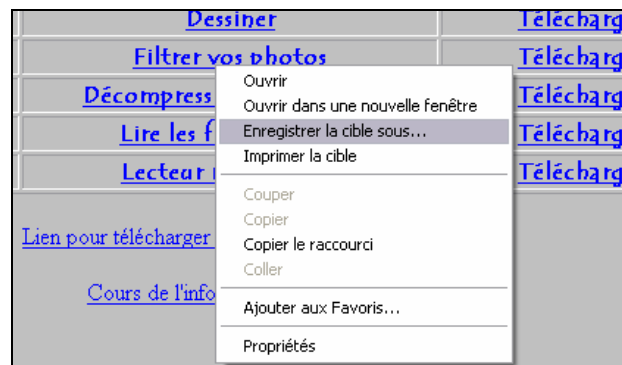 Dessiner Télécharg
Filtrer vos photos Télécharg
Décompress Télécharg
Lire les f Télécharg
Lecteur Télécharg
Ouvrir
Ouvrir dans une nouvelle fenêtre
Enregistrer la cible sous...
Imprimer la cible
Couper
Copier
Copier le raccourci
Coller
Ajouter aux Favoris...
Propriétés
Lien pour télécharger
Cours de l'info